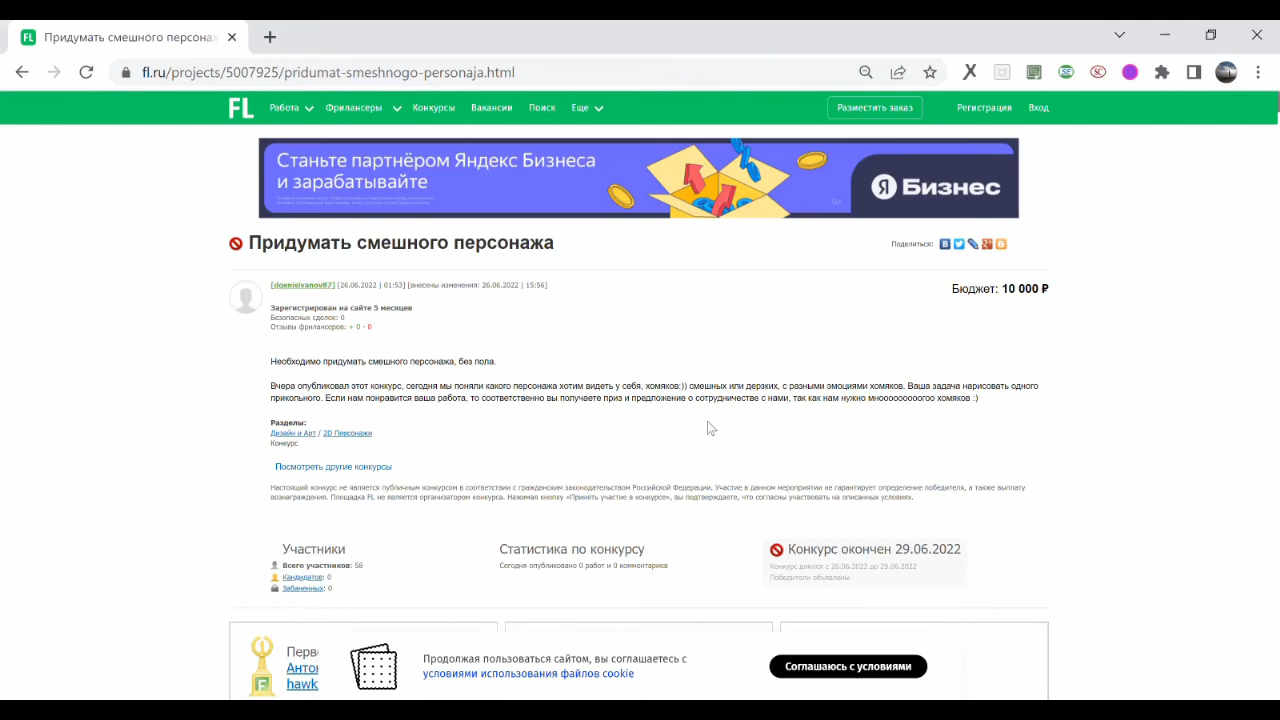 Придумать смешного персона
fl.ru/projects/5007925/pridumat-smeshnogo-personaja.html
FL Работа Фрилансеры Конкурсы Вакансии Поиск Еще Разместить заказ Регистрация Вход
Станьте партнёром Яндекс Бизнеса
и зарабатывайте
Я Бизнес
0+
Придумать смешного персонажа
Поделиться:
[dqenisivanov87] [26.06.2022 | 01:53] [внесены изменения: 26.06.2022 | 15:56]
Бюджет: 10 000 ₽
Зарегистрирован на сайте 5 месяцев
Безопасных сделок: 0
Отзывы фрилансеров: + 0 - 0
Необходимо придумать смешного персонажа, без пола.
Вчера опубликовал этот конкурс, сегодня мы поняли какого персонажа хотим видеть у себя, хомяков:)) смешных или дерзких, с разными эмоциями хомяков. Ваша задача нарисовать одного
прикольного. Если нам понравится ваша работа, то соответственно вы получаете приз и предложение о сотрудничестве с нами, так как нам нужно мнооооооооогоо хомяков :)
Разделы:
Дизайн и Арт / 2D Персонажи
Конкурс
Посмотреть другие конкурсы
Настоящий конкурс не является публичным конкурсом в соответствии с гражданским законодательством Российской Федерации. Участие в данном мероприятии не гарантирует определение победителя, а также выплату
вознаграждения. Площадка FL не является организатором конкурса. Нажимая кнопку «Принять участие в конкурсе», вы подтверждаете, что согласны участвовать на описанных условиях.
Участники
Всего участников: 58
Кандидатов: 0
Забаненных: 0
Статистика по конкурсу
Сегодня опубликовано 0 работ и 0 комментариев
Конкурс окончен 29.06.2022
Конкурс длился с 26.06.2022 до 29.06.2022
Победители объявлены
Перв
Антон
hawk
Продолжая пользоваться сайтом, вы соглашаетесь с
условиями использования файлов cookie
Соглашаюсь с условиями